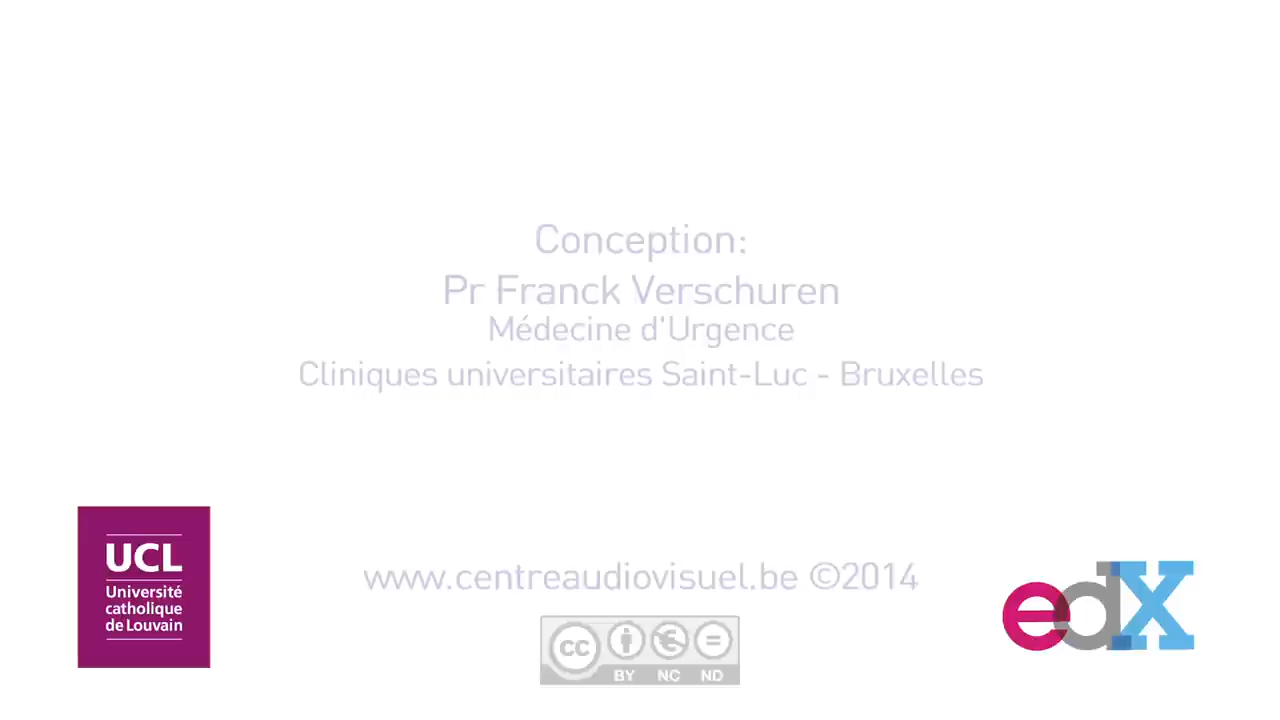 Conception:
Pr Franck Verschuren
Médecine d'Urgence
Cliniques universitaires Saint-Luc - Bruxelles
UCL
Université
catholique
de Louvain
www.centreaudiovisuel.be ©2014
cc
BY NC ND
edX